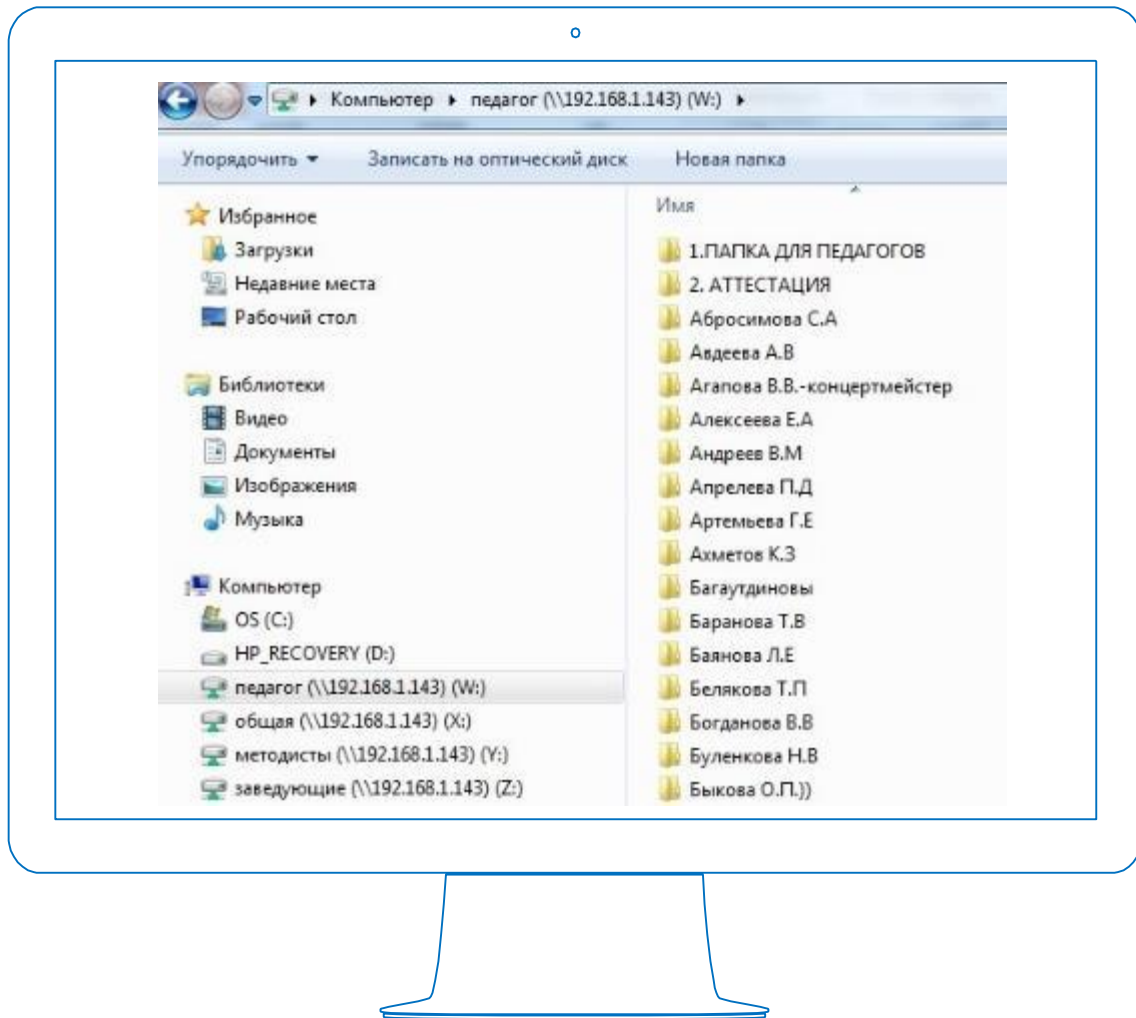 Компьютер ▸ педагог (\\192.168.1.143) (W:) ▸
Упорядочить ▾ Записать на оптический диск Новая папка
Избранное
Загрузки
Недавние места
Рабочий стол
Библиотеки
Видео
Документы
Изображения
Музыка
Компьютер
OS (C:)
HP_RECOVERY (D:)
педагог (\\192.168.1.143) (W:)
общая (\\192.168.1.143) (X:)
методисты (\\192.168.1.143) (Y:)
заведующие (\\192.168.1.143) (Z:)
Имя
1.ПАПКА ДЛЯ ПЕДАГОГОВ
2. АТТЕСТАЦИЯ
Абросимова С.А
Авдеева А.В
Агапова В.В.-концертмейстер
Алексеева Е.А
Андреев В.М
Апрелева П.Д
Артемьева Г.Е
Ахметов К.З
Багаутдиновы
Баранова Т.В
Баянова Л.Е
Белякова Т.П
Богданова В.В
Буленкова Н.В
Быкова О.П.))